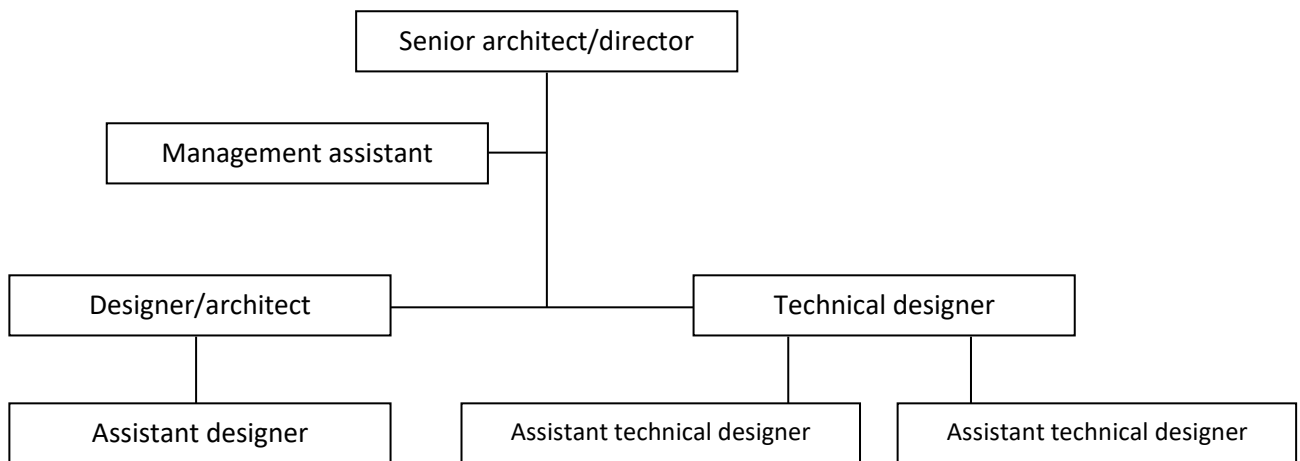 Senior architect/director
Management assistant
Designer/architect
Technical designer
Assistant designer
Assistant technical designer
Assistant technical designer